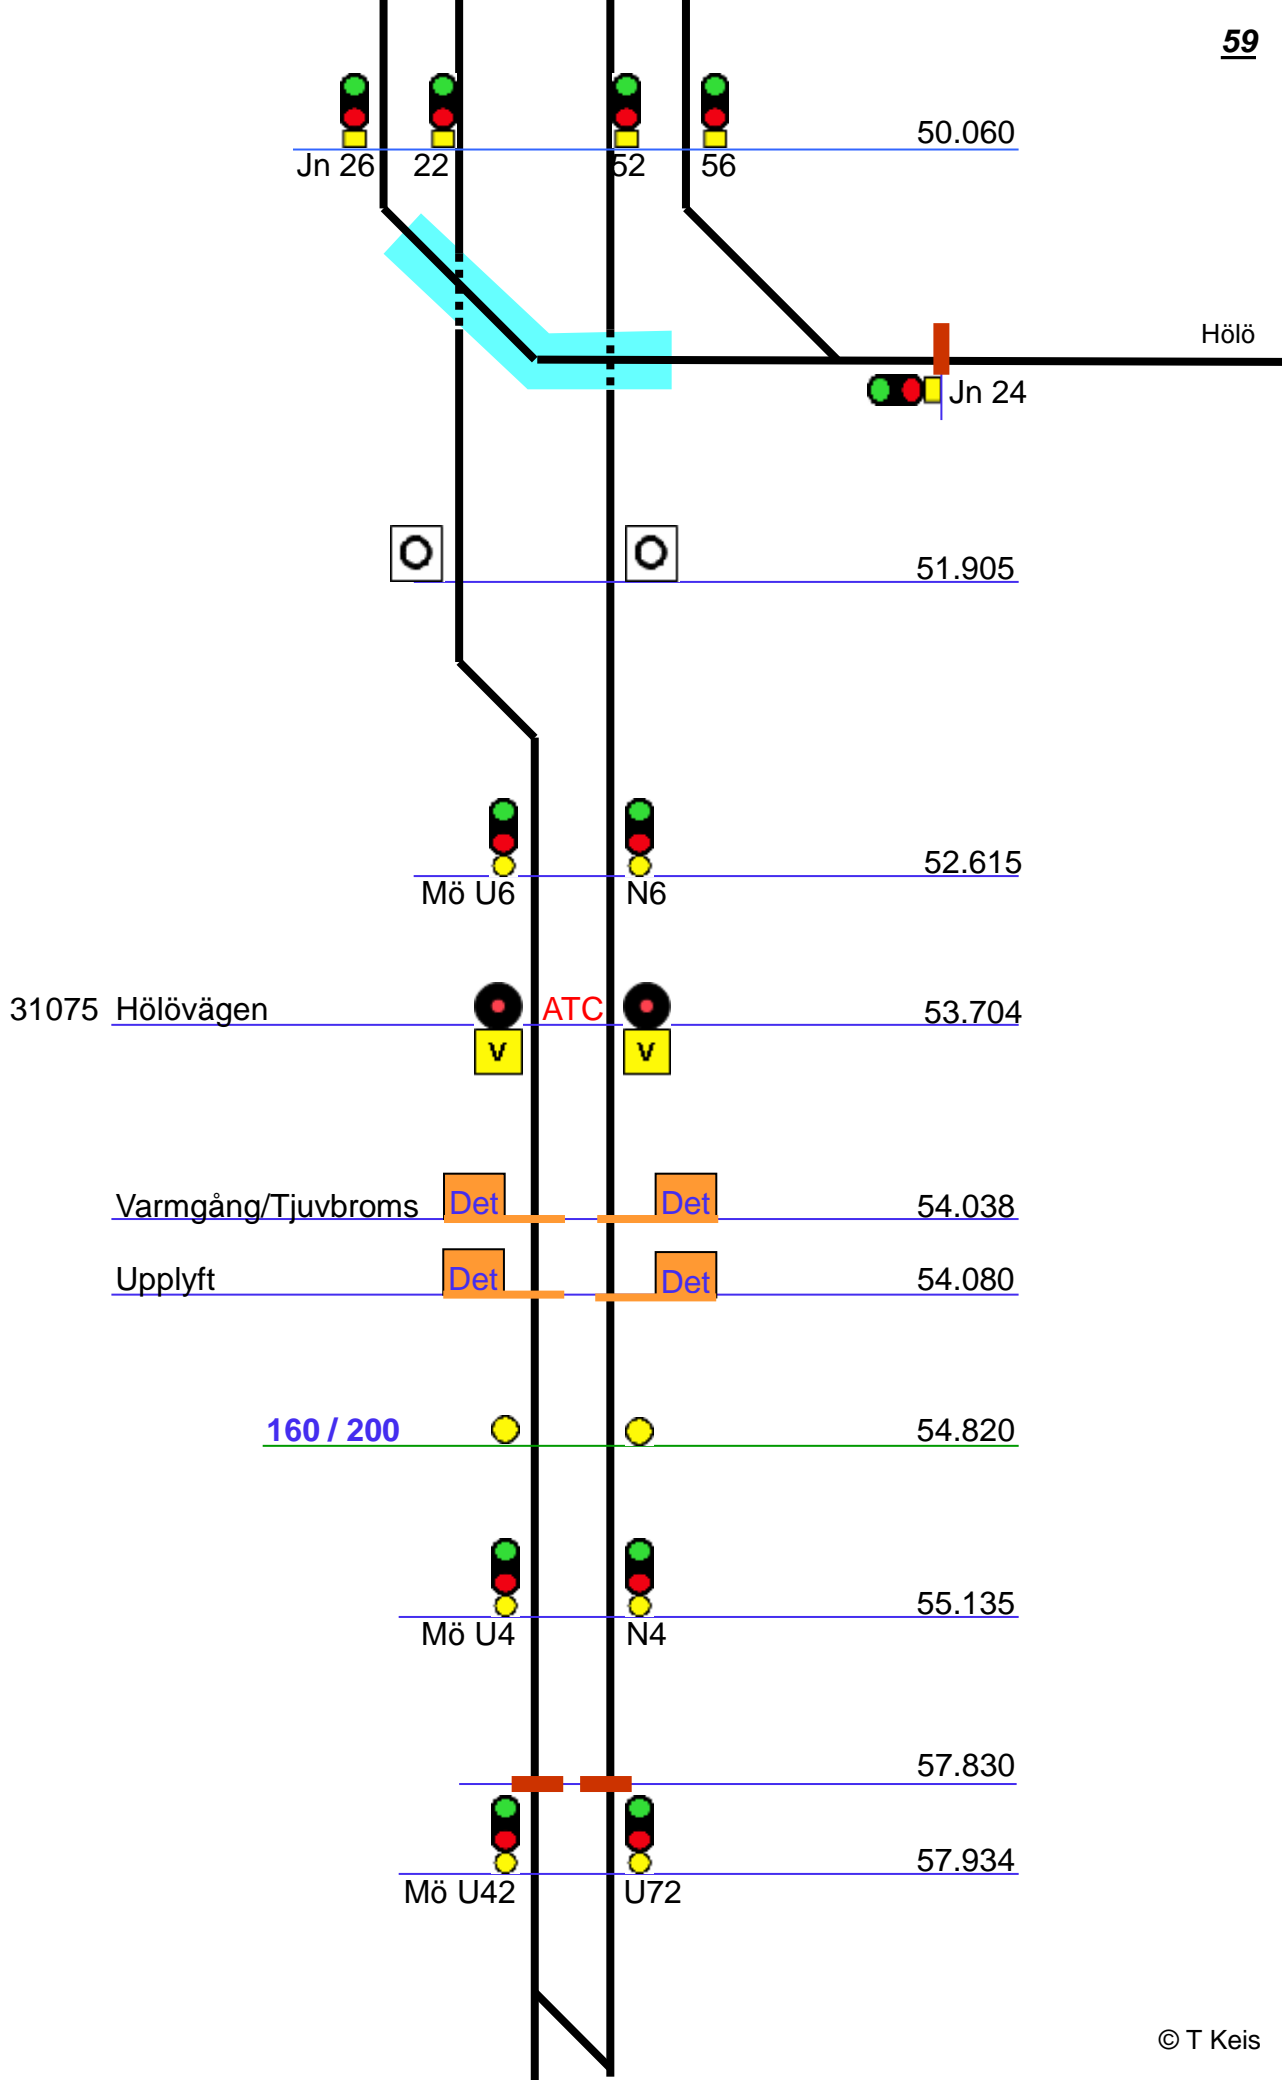 59
50.060
Jn 26 22 52 56
Hölö
Jn 24
O O
51.905
52.615
Mö U6 N6
31075 Hölövägen ATC 53.704
V V
Varmgång/Tjuvbroms Det Det 54.038
Upplyft Det Det 54.080
160 / 200 54.820
55.135
Mö U4 N4
57.830
57.934
Mö U42 U72
© T Keis